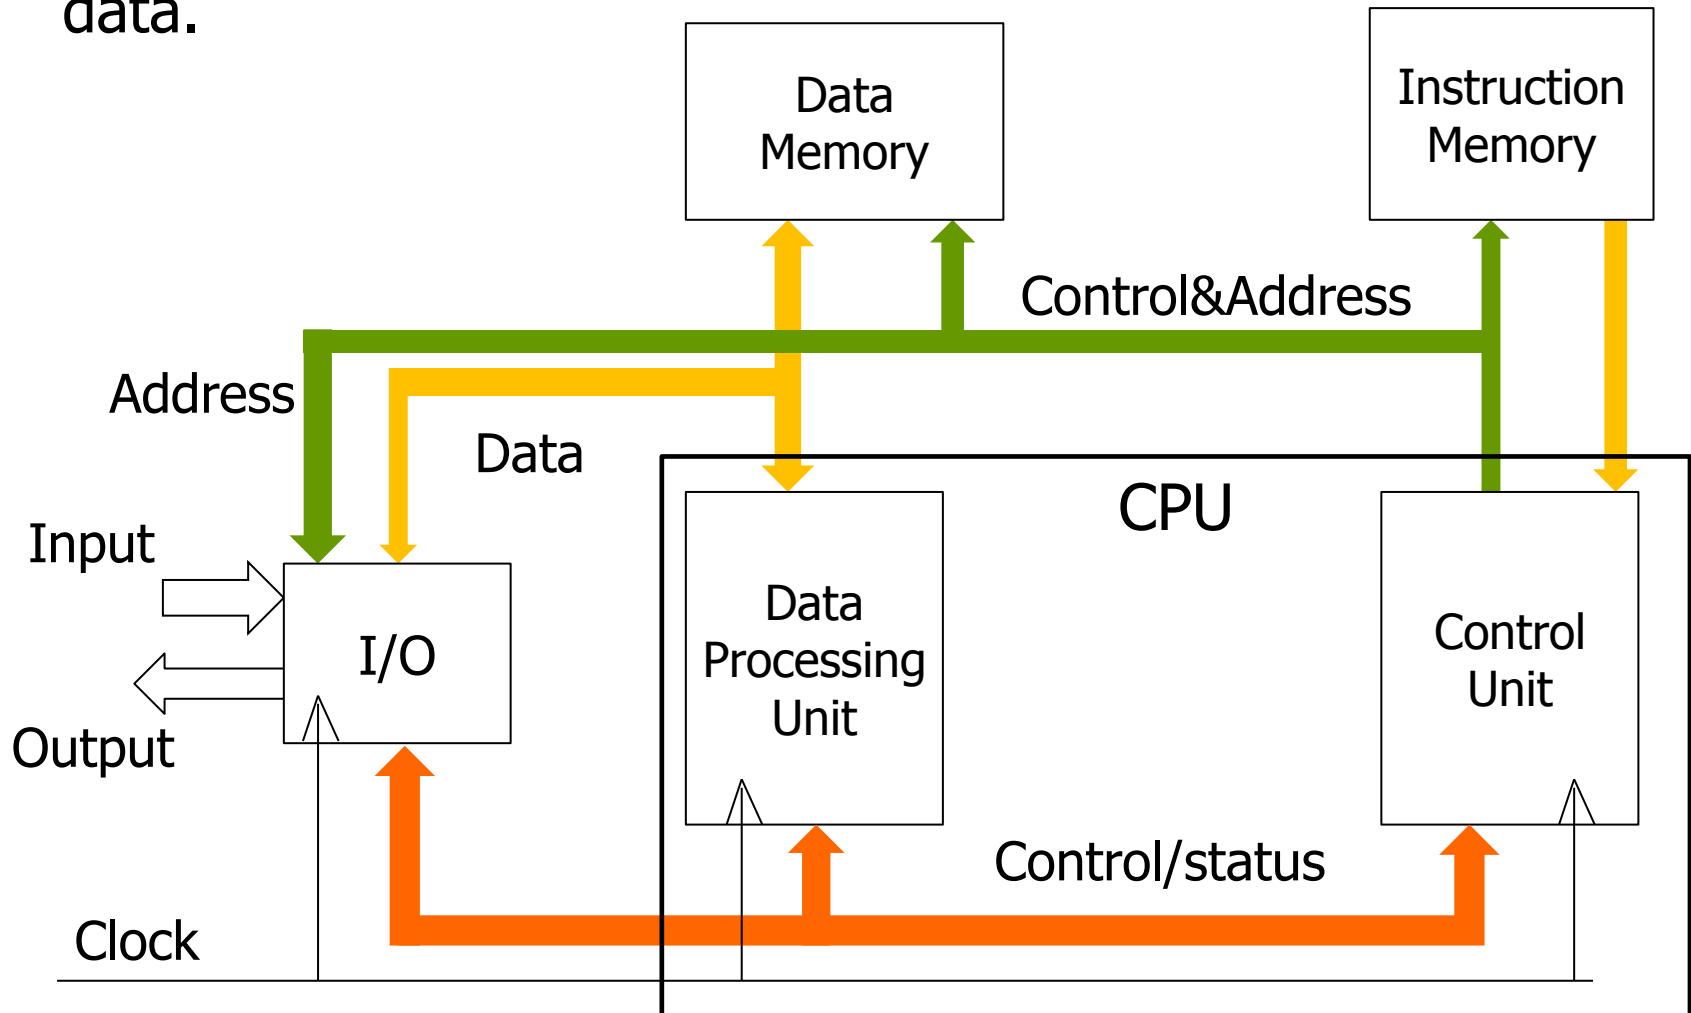 data.
Data
Memory
Instruction
Memory
Control&Address
Address
Data
CPU
Input
I/O
Output
Data
Processing
Unit
Control
Unit
Control/status
Clock